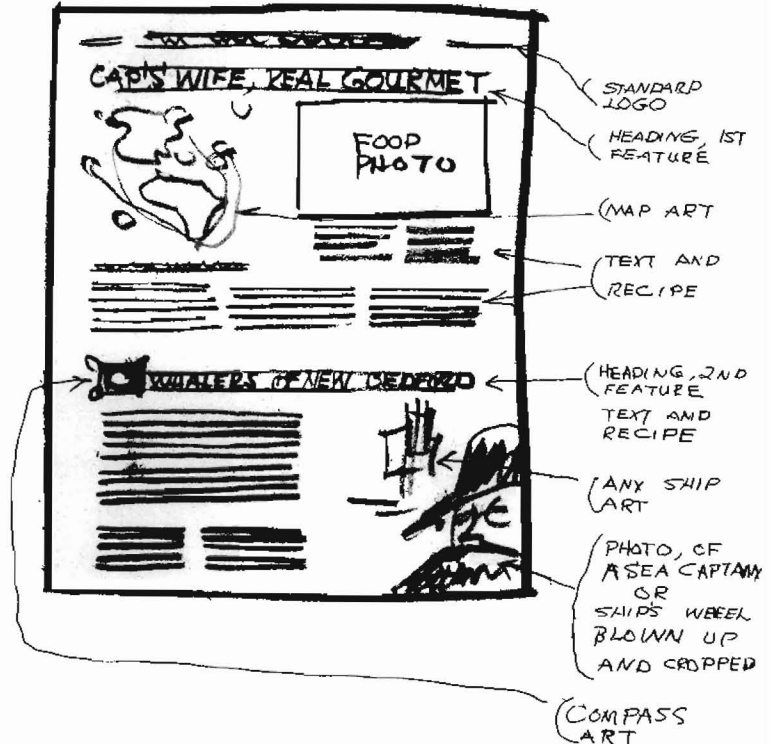 CAP'S WIFE, REAL GOURMET
FOOD
PHOTO
WHALERS OF NEW BEDFORD
STANDARD
LOGO
HEADING, 1ST
FEATURE
MAP ART
TEXT AND
RECIPE
HEADING, 2ND
FEATURE
TEXT AND
RECIPE
ANY SHIP
ART
PHOTO, OF
A SEA CAPTAIN
OR
SHIP'S WHEEL
BLOWN UP
AND CROPPED
COMPASS
ART